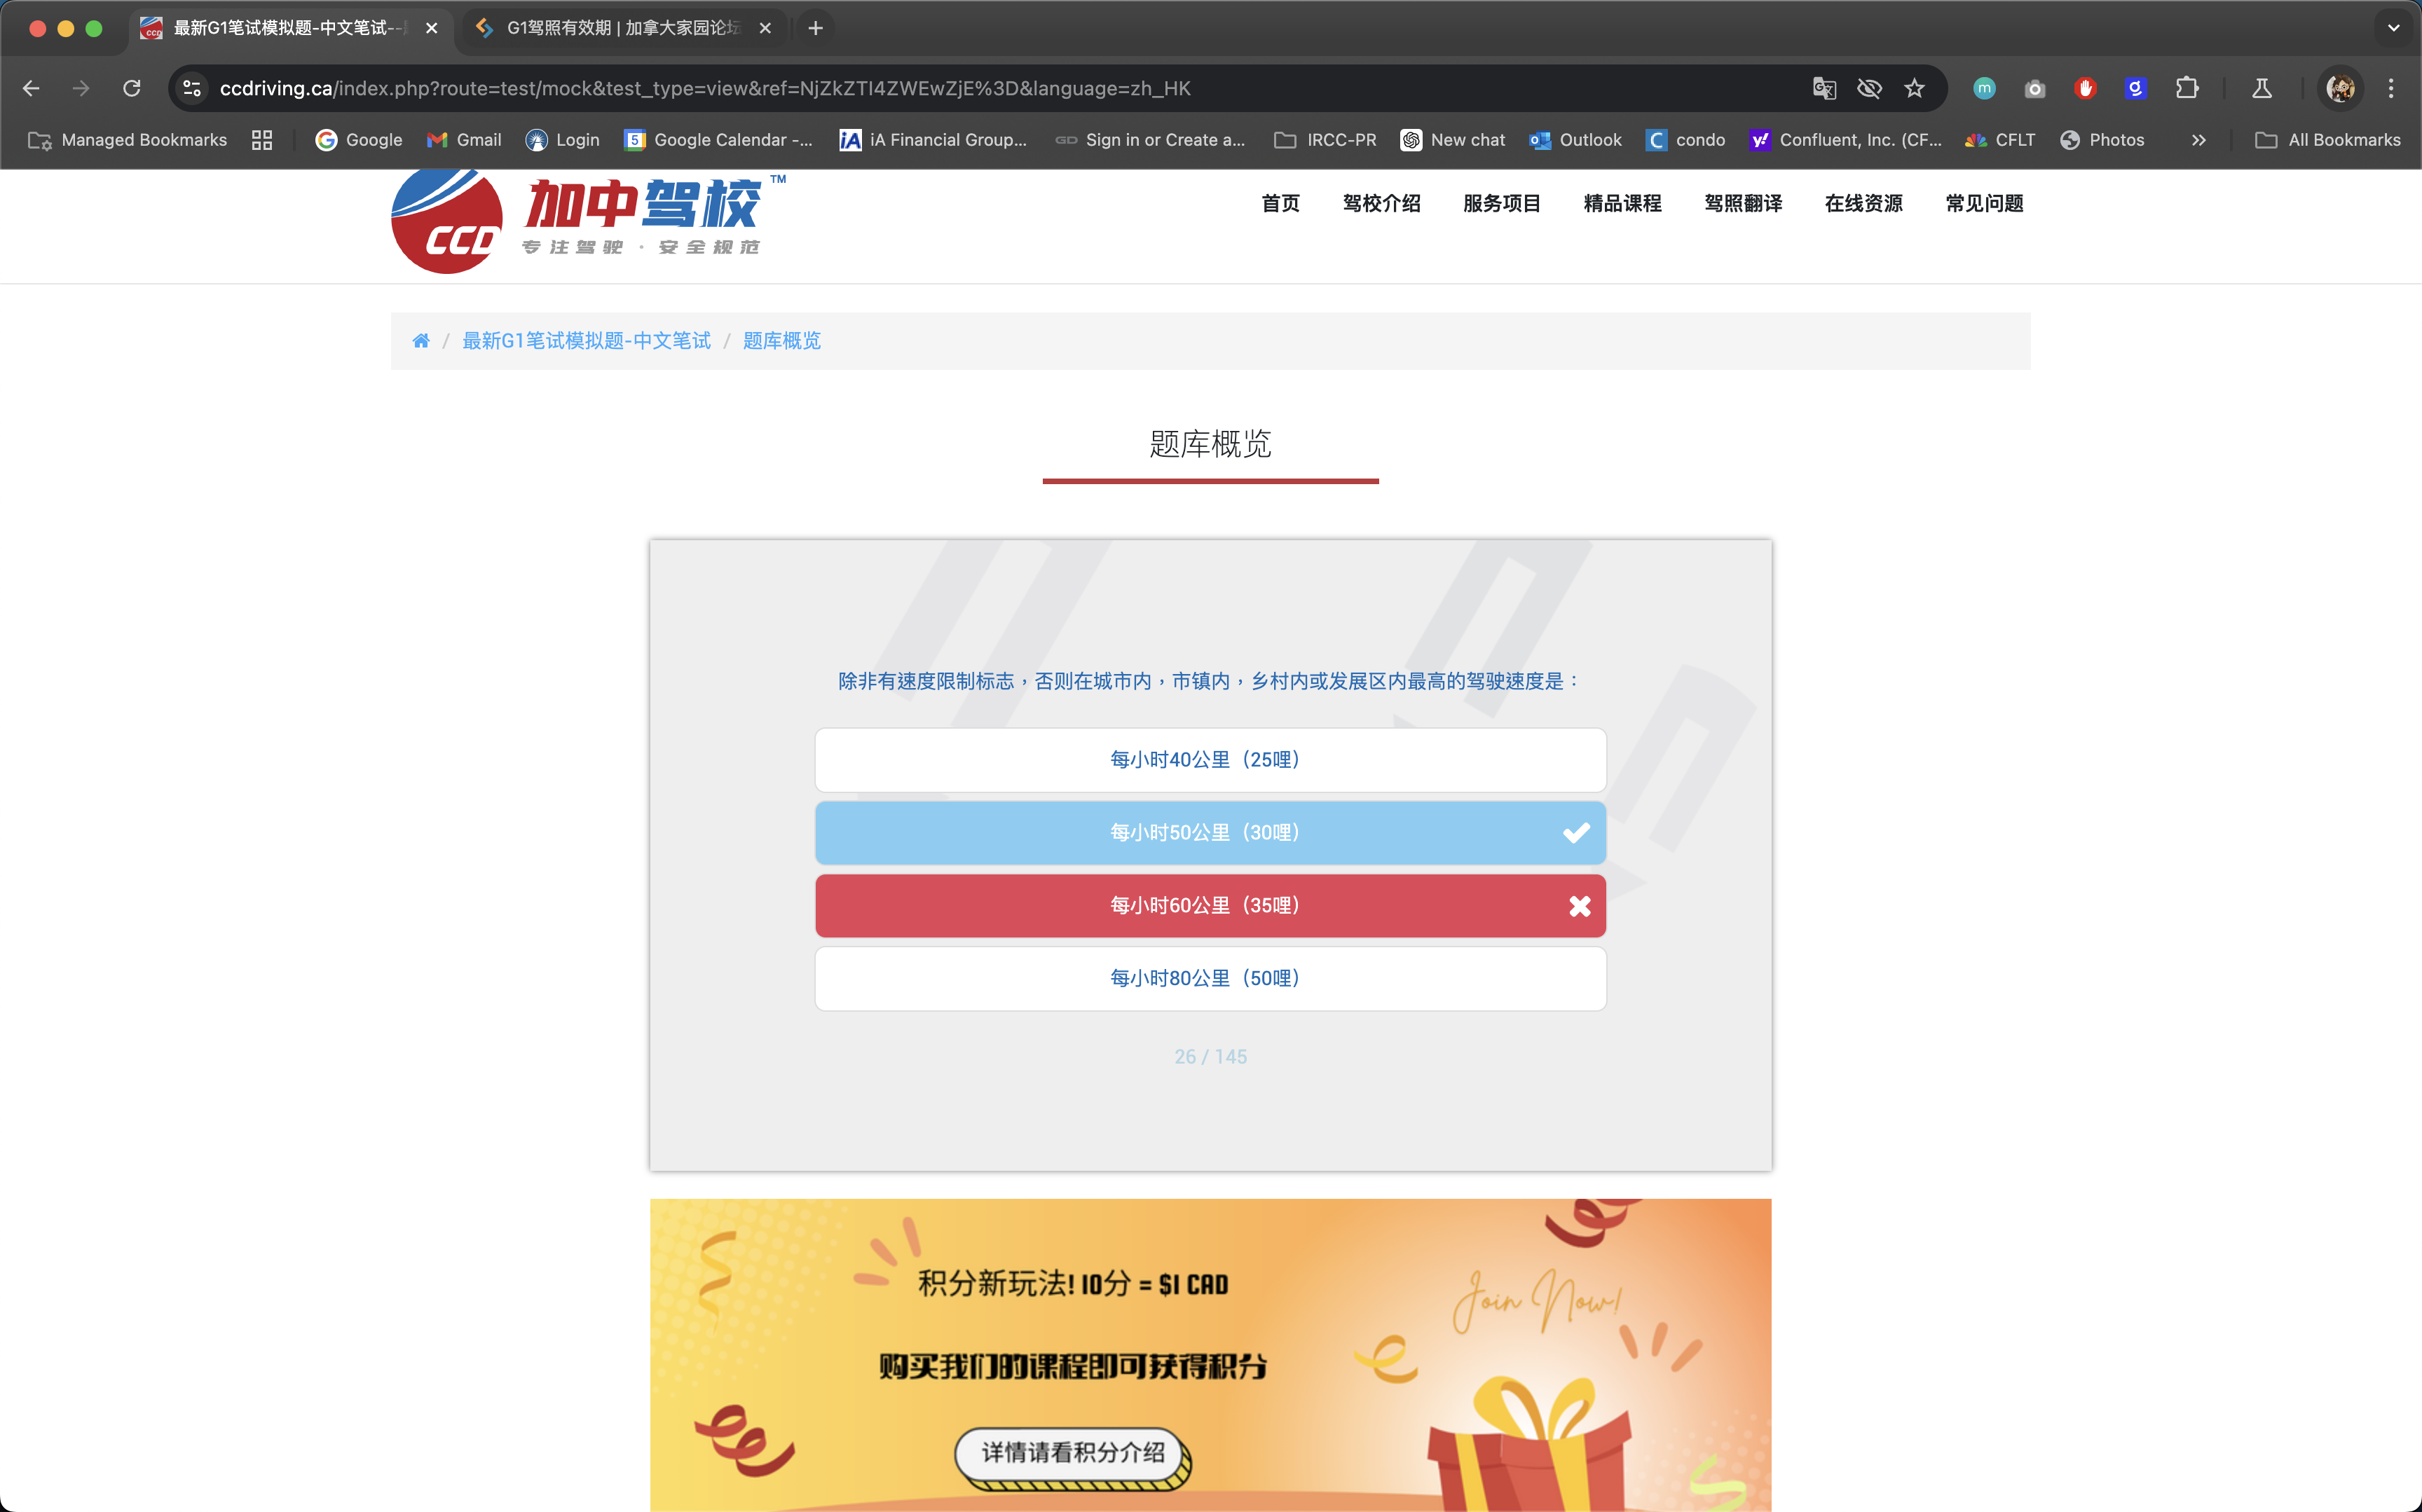 最新G1笔试模拟题-中文笔试--
G1驾照有效期 | 加拿大家园论坛
ccdriving.ca/index.php?route=test/mock&test_type=view&ref=NjZkZTI4ZWEwZjE%3D&language=zh_HK
Managed Bookmarks
Google
Gmail
Login
5
Google Calendar -...
iA
iA Financial Group...
GD
Sign in or Create a...
IRCC-PR
New chat
Outlook
C
condo
y!
Confluent, Inc. (CF...
CFLT
Photos
All Bookmarks
CCD
加中驾校 TM
专注驾驶·安全规范
首页
驾校介绍
服务项目
精品课程
驾照翻译
在线资源
常见问题
/ 最新G1笔试模拟题-中文笔试 / 题库概览
题库概览
除非有速度限制标志，否则在城市内，市镇内，乡村内或发展区内最高的驾驶速度是：
每小时40公里（25哩）
每小时50公里（30哩）
每小时60公里（35哩）
每小时80公里（50哩）
26 / 145
积分新玩法! 10分 = $1 CAD
Join Now!
购买我们的课程即可获得积分
详情请看积分介绍